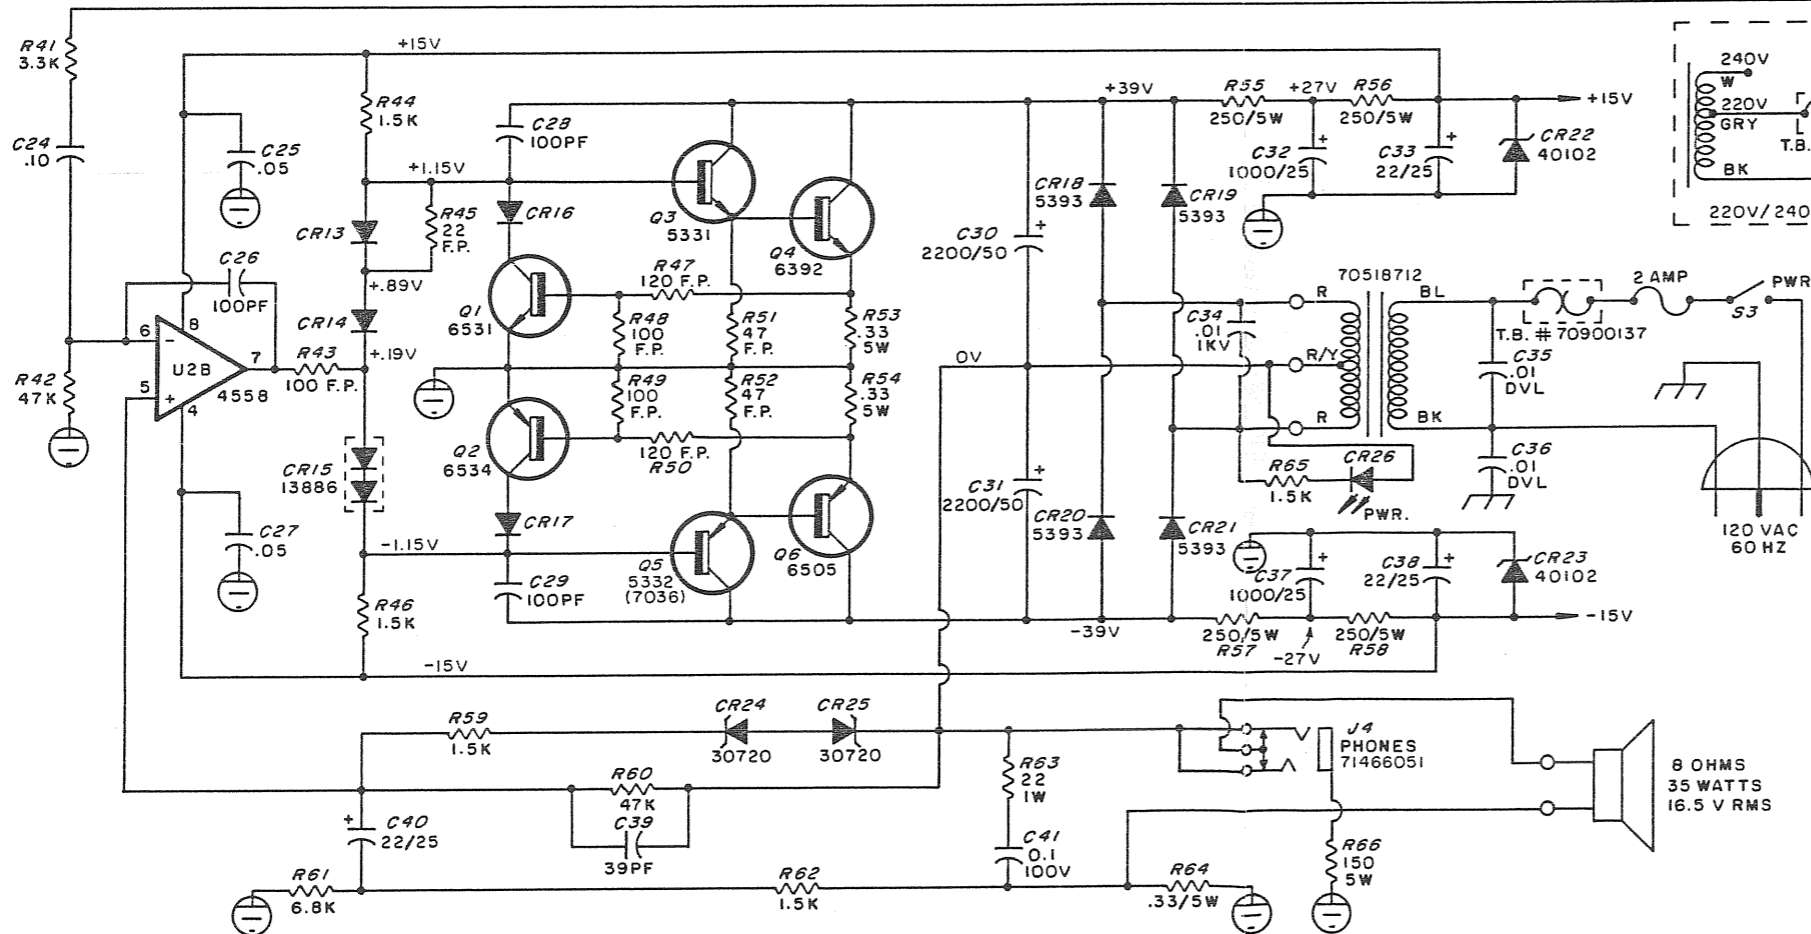 R41
3.3K
C24
.10
R42
47K
+15V
R44
1.5K
C25
.05
C28
100PF
+1.15V
CR13
R45
22
F.P.
CR16
C26
100PF
+.89V
CR14
+.19V
6
8
7
5
4
-
+
U2B
4558
R43
100 F.P.
Q1
6531
Q2
6534
CR15
13886
C27
.05
-1.15V
CR17
C29
100PF
R46
1.5K
-15V
Q3
5331
Q4
6392
R47
120 F.P.
R48
100
F.P.
R51
47
F.P.
R53
.33
5W
R49
100
F.P.
R52
47
F.P.
R54
.33
5W
120 F.P.
R50
Q5
5332
(7036)
Q6
6505
+39V
R55
250/5W
+27V
R56
250/5W
+15V
C30
2200/50
+
CR18
5393
CR19
5393
C32
1000/25
+
C33
22/25
+
CR22
40102
0V
C34
.01
1KV
R
R/Y
R
70518712
BL
BK
2 AMP
T.B. #70900137
PWR
S3
C35
.01
DVL
C36
.01
DVL
120 VAC
60 HZ
R65
1.5K
CR26
PWR.
C31
2200/50
+
CR20
5393
CR21
5393
C37
1000/25
+
C38
22/25
+
CR23
40102
-39V
250/5W
R57
-27V
250/5W
R58
-15V
240V
W
220V
GRY
BK
T.B.
220V/240
R59
1.5K
CR24
30720
CR25
30720
R60
47K
C39
39PF
+
C40
22/25
R61
6.8K
R62
1.5K
R63
22
1W
C41
0.1
100V
R64
.33/5W
J4
PHONES
71466051
R66
150
5W
8 OHMS
35 WATTS
16.5 V RMS